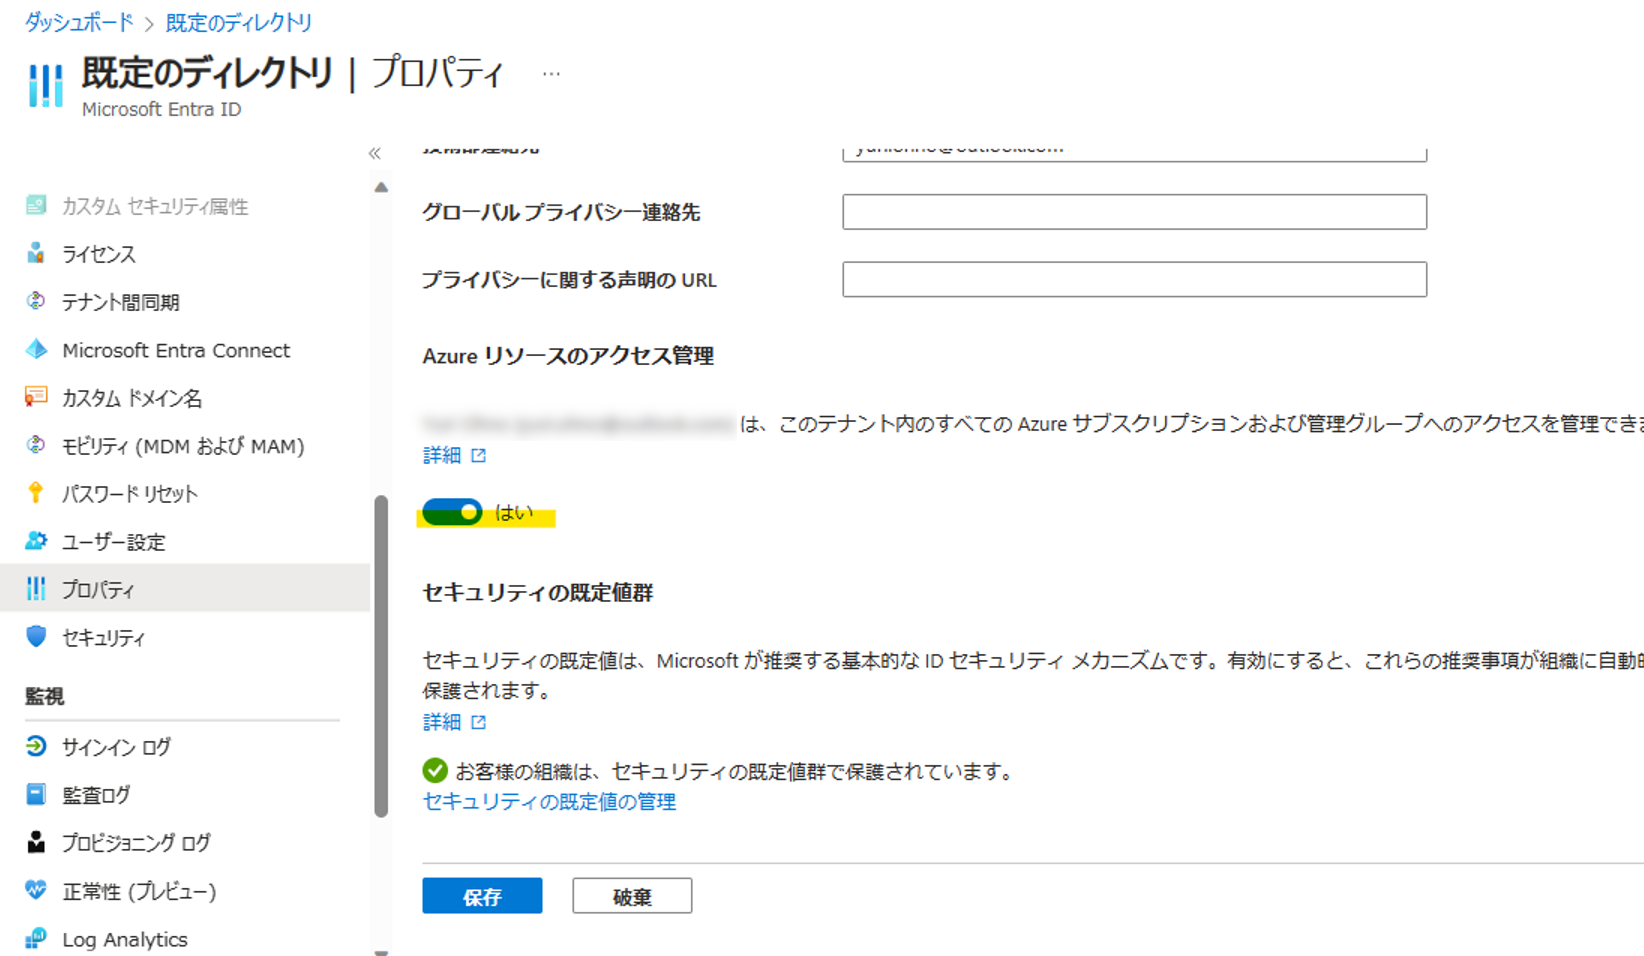 ダッシュボード > 既定のディレクトリ
既定のディレクトリ | プロパティ ...
Microsoft Entra ID
«
カスタム セキュリティ属性
ライセンス
テナント間同期
Microsoft Entra Connect
カスタム ドメイン名
モビリティ (MDM および MAM)
パスワード リセット
ユーザー設定
プロパティ
セキュリティ
監視
サインイン ログ
監査ログ
プロビジョニング ログ
正常性 (プレビュー)
Log Analytics
グローバル プライバシー連絡先
プライバシーに関する声明の URL
Azure リソースのアクセス管理
は、このテナント内のすべての Azure サブスクリプションおよび管理グループへのアクセスを管理でき
詳細
はい
セキュリティの既定値群
セキュリティの既定値は、Microsoft が推奨する基本的な ID セキュリティ メカニズムです。有効にすると、これらの推奨事項が組織に自動
保護されます。
詳細
お客様の組織は、セキュリティの既定値群で保護されています。
セキュリティの既定値の管理
保存
破棄